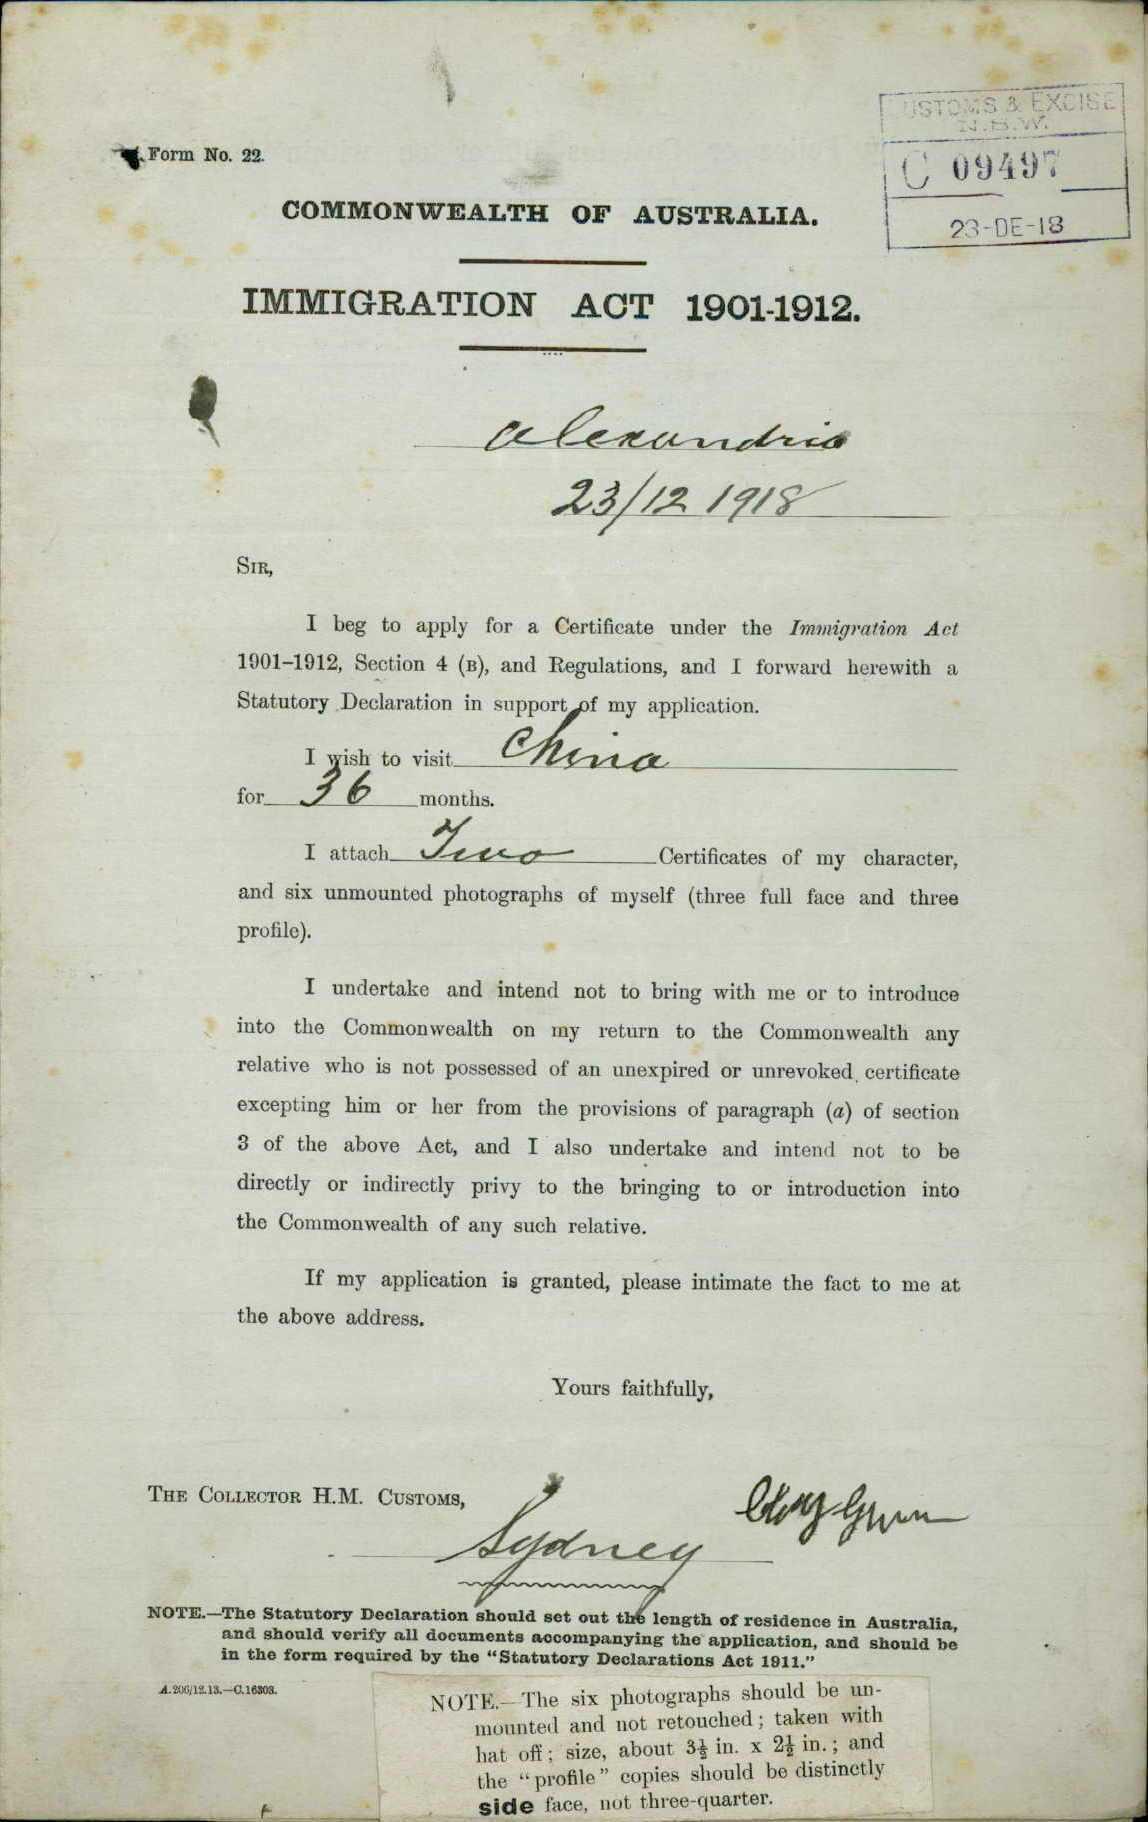 Form No. 22.
CUSTOMS & EXCISE
N.S.W.
C 09497
23-DE-18
COMMONWEALTH OF AUSTRALIA.
IMMIGRATION ACT 1901-1912.
Alexandria
23/12 1918
SIR,
I beg to apply for a Certificate under the Immigration Act
1901–1912, Section 4 (B), and Regulations, and I forward herewith a
Statutory Declaration in support of my application.
I wish to visit China
for 36 months.
I attach Two Certificates of my character,
and six unmounted photographs of myself (three full face and three
profile).
I undertake and intend not to bring with me or to introduce
into the Commonwealth on my return to the Commonwealth any
relative who is not possessed of an unexpired or unrevoked certificate
excepting him or her from the provisions of paragraph (a) of section
3 of the above Act, and I also undertake and intend not to be
directly or indirectly privy to the bringing to or introduction into
the Commonwealth of any such relative.
If my application is granted, please intimate the fact to me at
the above address.
Yours faithfully,
THE COLLECTOR H.M. CUSTOMS,
Sydney
NOTE.—The Statutory Declaration should set out the length of residence in Australia,
and should verify all documents accompanying the application, and should be
in the form required by the "Statutory Declarations Act 1911."
A.206/12.13.—C.16303.
NOTE.—The six photographs should be un-
mounted and not retouched; taken with
hat off; size, about 3½ in. x 2½ in.; and
the "profile" copies should be distinctly
side face, not three-quarter.